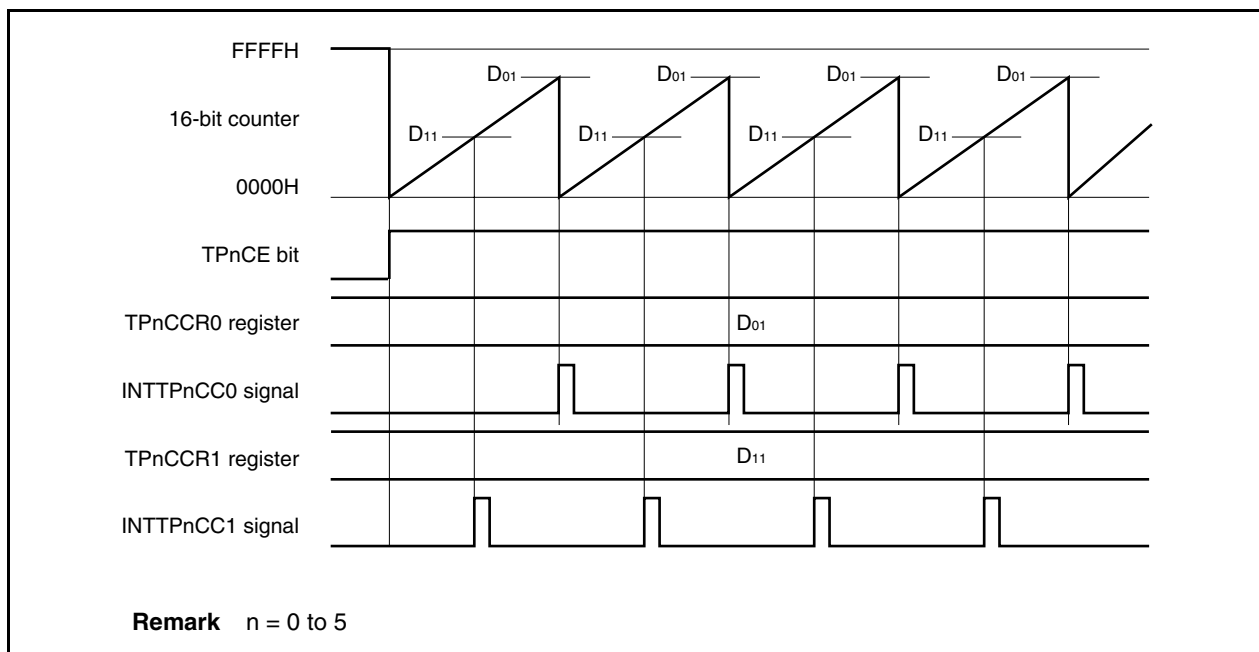 FFFFH
D01 D01 D01 D01
16-bit counter
D11 D11 D11 D11
0000H
TPnCE bit
TPnCCR0 register
D01
INTTPnCC0 signal
TPnCCR1 register
D11
INTTPnCC1 signal
Remark n = 0 to 5